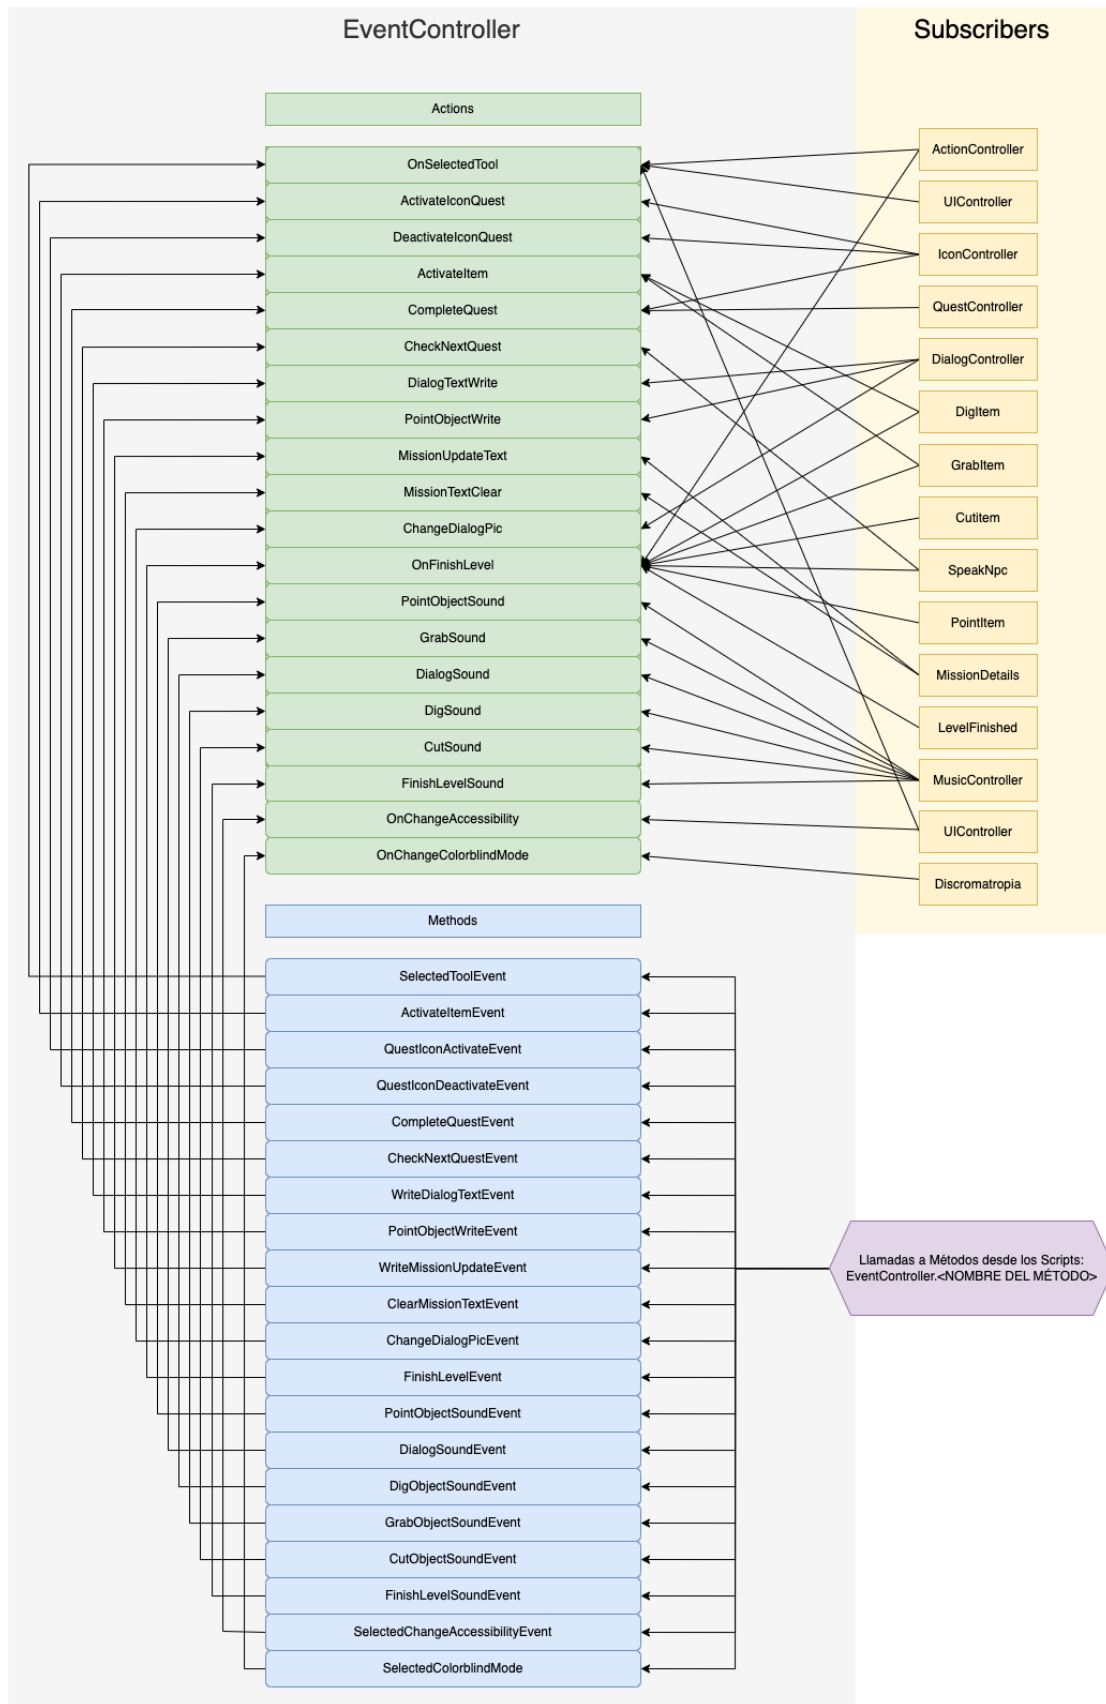 EventController
Subscribers
Actions
OnSelectedTool
ActivateIconQuest
DeactivateIconQuest
ActivateItem
CompleteQuest
CheckNextQuest
DialogTextWrite
PointObjectWrite
MissionUpdateText
MissionTextClear
ChangeDialogPic
OnFinishLevel
PointObjectSound
GrabSound
DialogSound
DigSound
CutSound
FinishLevelSound
OnChangeAccessibility
OnChangeColorblindMode
ActionController
UIController
IconController
QuestController
DialogController
DigItem
GrabItem
CutItem
SpeakNpc
PointItem
MissionDetails
LevelFinished
MusicController
UIController
Discromatropia
Methods
SelectedToolEvent
ActivateItemEvent
QuestIconActivateEvent
QuestIconDeactivateEvent
CompleteQuestEvent
CheckNextQuestEvent
WriteDialogTextEvent
PointObjectWriteEvent
WriteMissionUpdateEvent
ClearMissionTextEvent
ChangeDialogPicEvent
FinishLevelEvent
PointObjectSoundEvent
DialogSoundEvent
DigObjectSoundEvent
GrabObjectSoundEvent
CutObjectSoundEvent
FinishLevelSoundEvent
SelectedChangeAccessibilityEvent
SelectedColorblindMode
Llamadas a Métodos desde los Scripts:
EventController.<NOMBRE DEL MÉTODO>